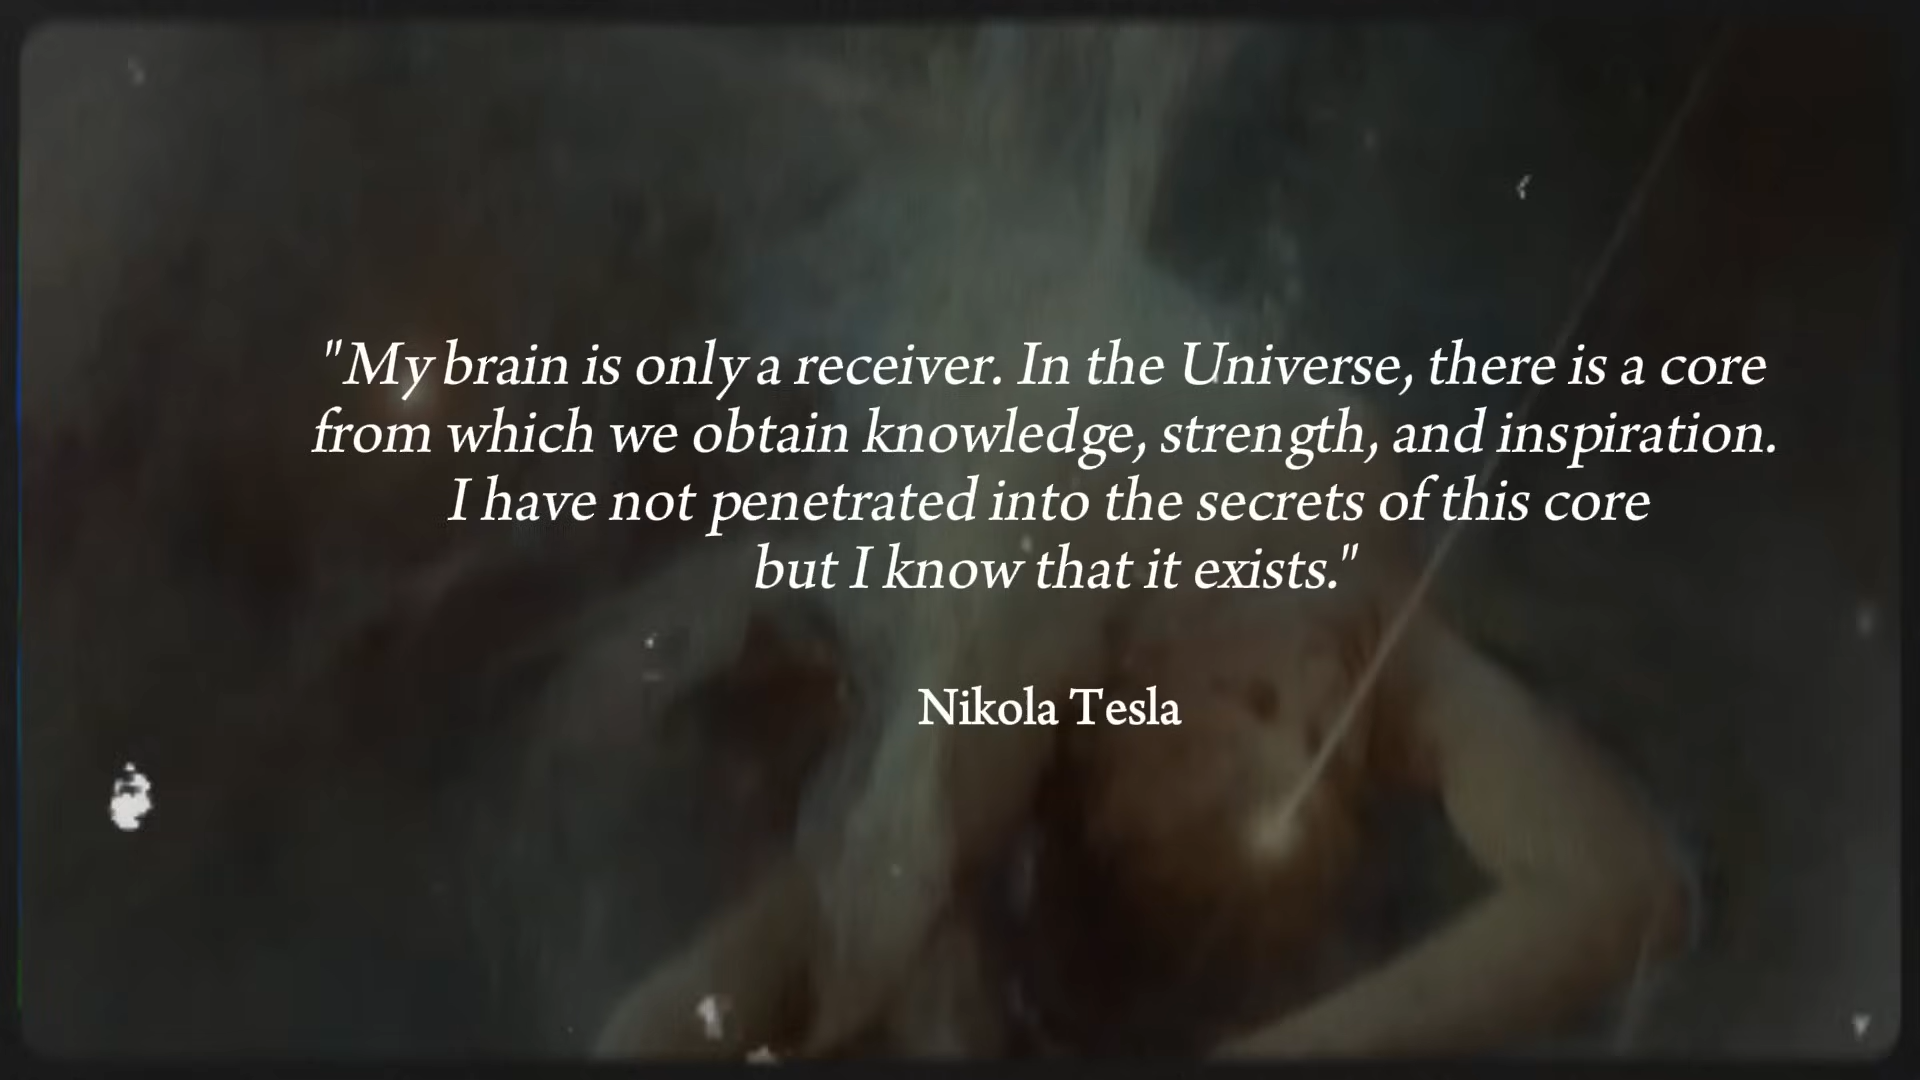 "My brain is only a receiver. In the Universe, there is a core
from which we obtain knowledge, strength, and inspiration.
I have not penetrated into the secrets of this core
but I know that it exists."
Nikola Tesla